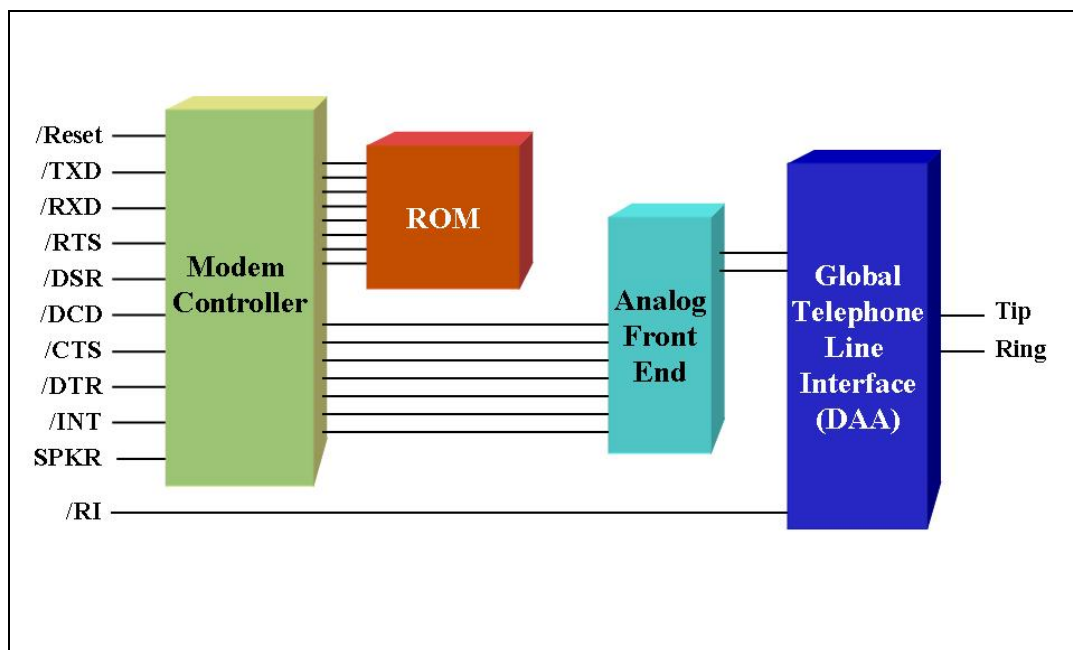 /Reset
/TXD
/RXD
/RTS
/DSR
/DCD
/CTS
/DTR
/INT
SPKR
/RI
Modem
Controller
ROM
Analog
Front
End
Global
Telephone
Line
Interface
(DAA)
Tip
Ring